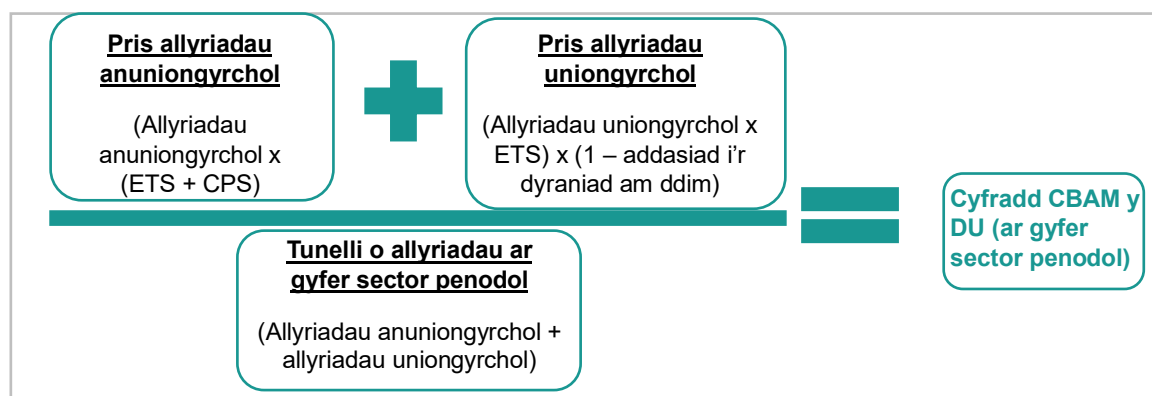 Pris allyriadau
anuniongyrchol
(Allyriadau
anuniongyrchol x
(ETS + CPS)
Pris allyriadau
uniongyrchol
(Allyriadau uniongyrchol x
ETS) x (1 – addasiad i'r
dyraniad am ddim)
Tunelli o allyriadau ar
gyfer sector penodol
(Allyriadau anuniongyrchol +
allyriadau uniongyrchol)
Cyfradd CBAM y
DU (ar gyfer
sector penodol)